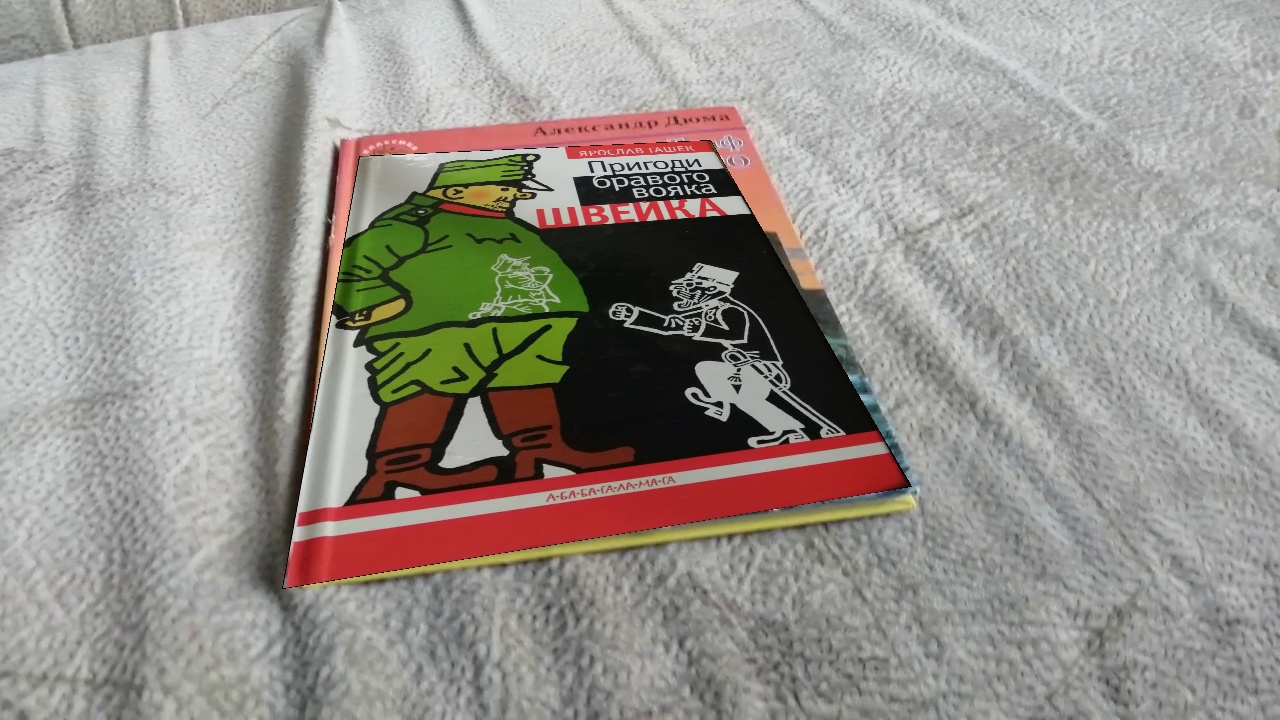 Александр Дюма
ЯРОСЛАВ ГАШЕК
Пригоди
бравого
вояка
ШВЕЙКА
А-БА-БА-ГА-ЛА-МА-ГА